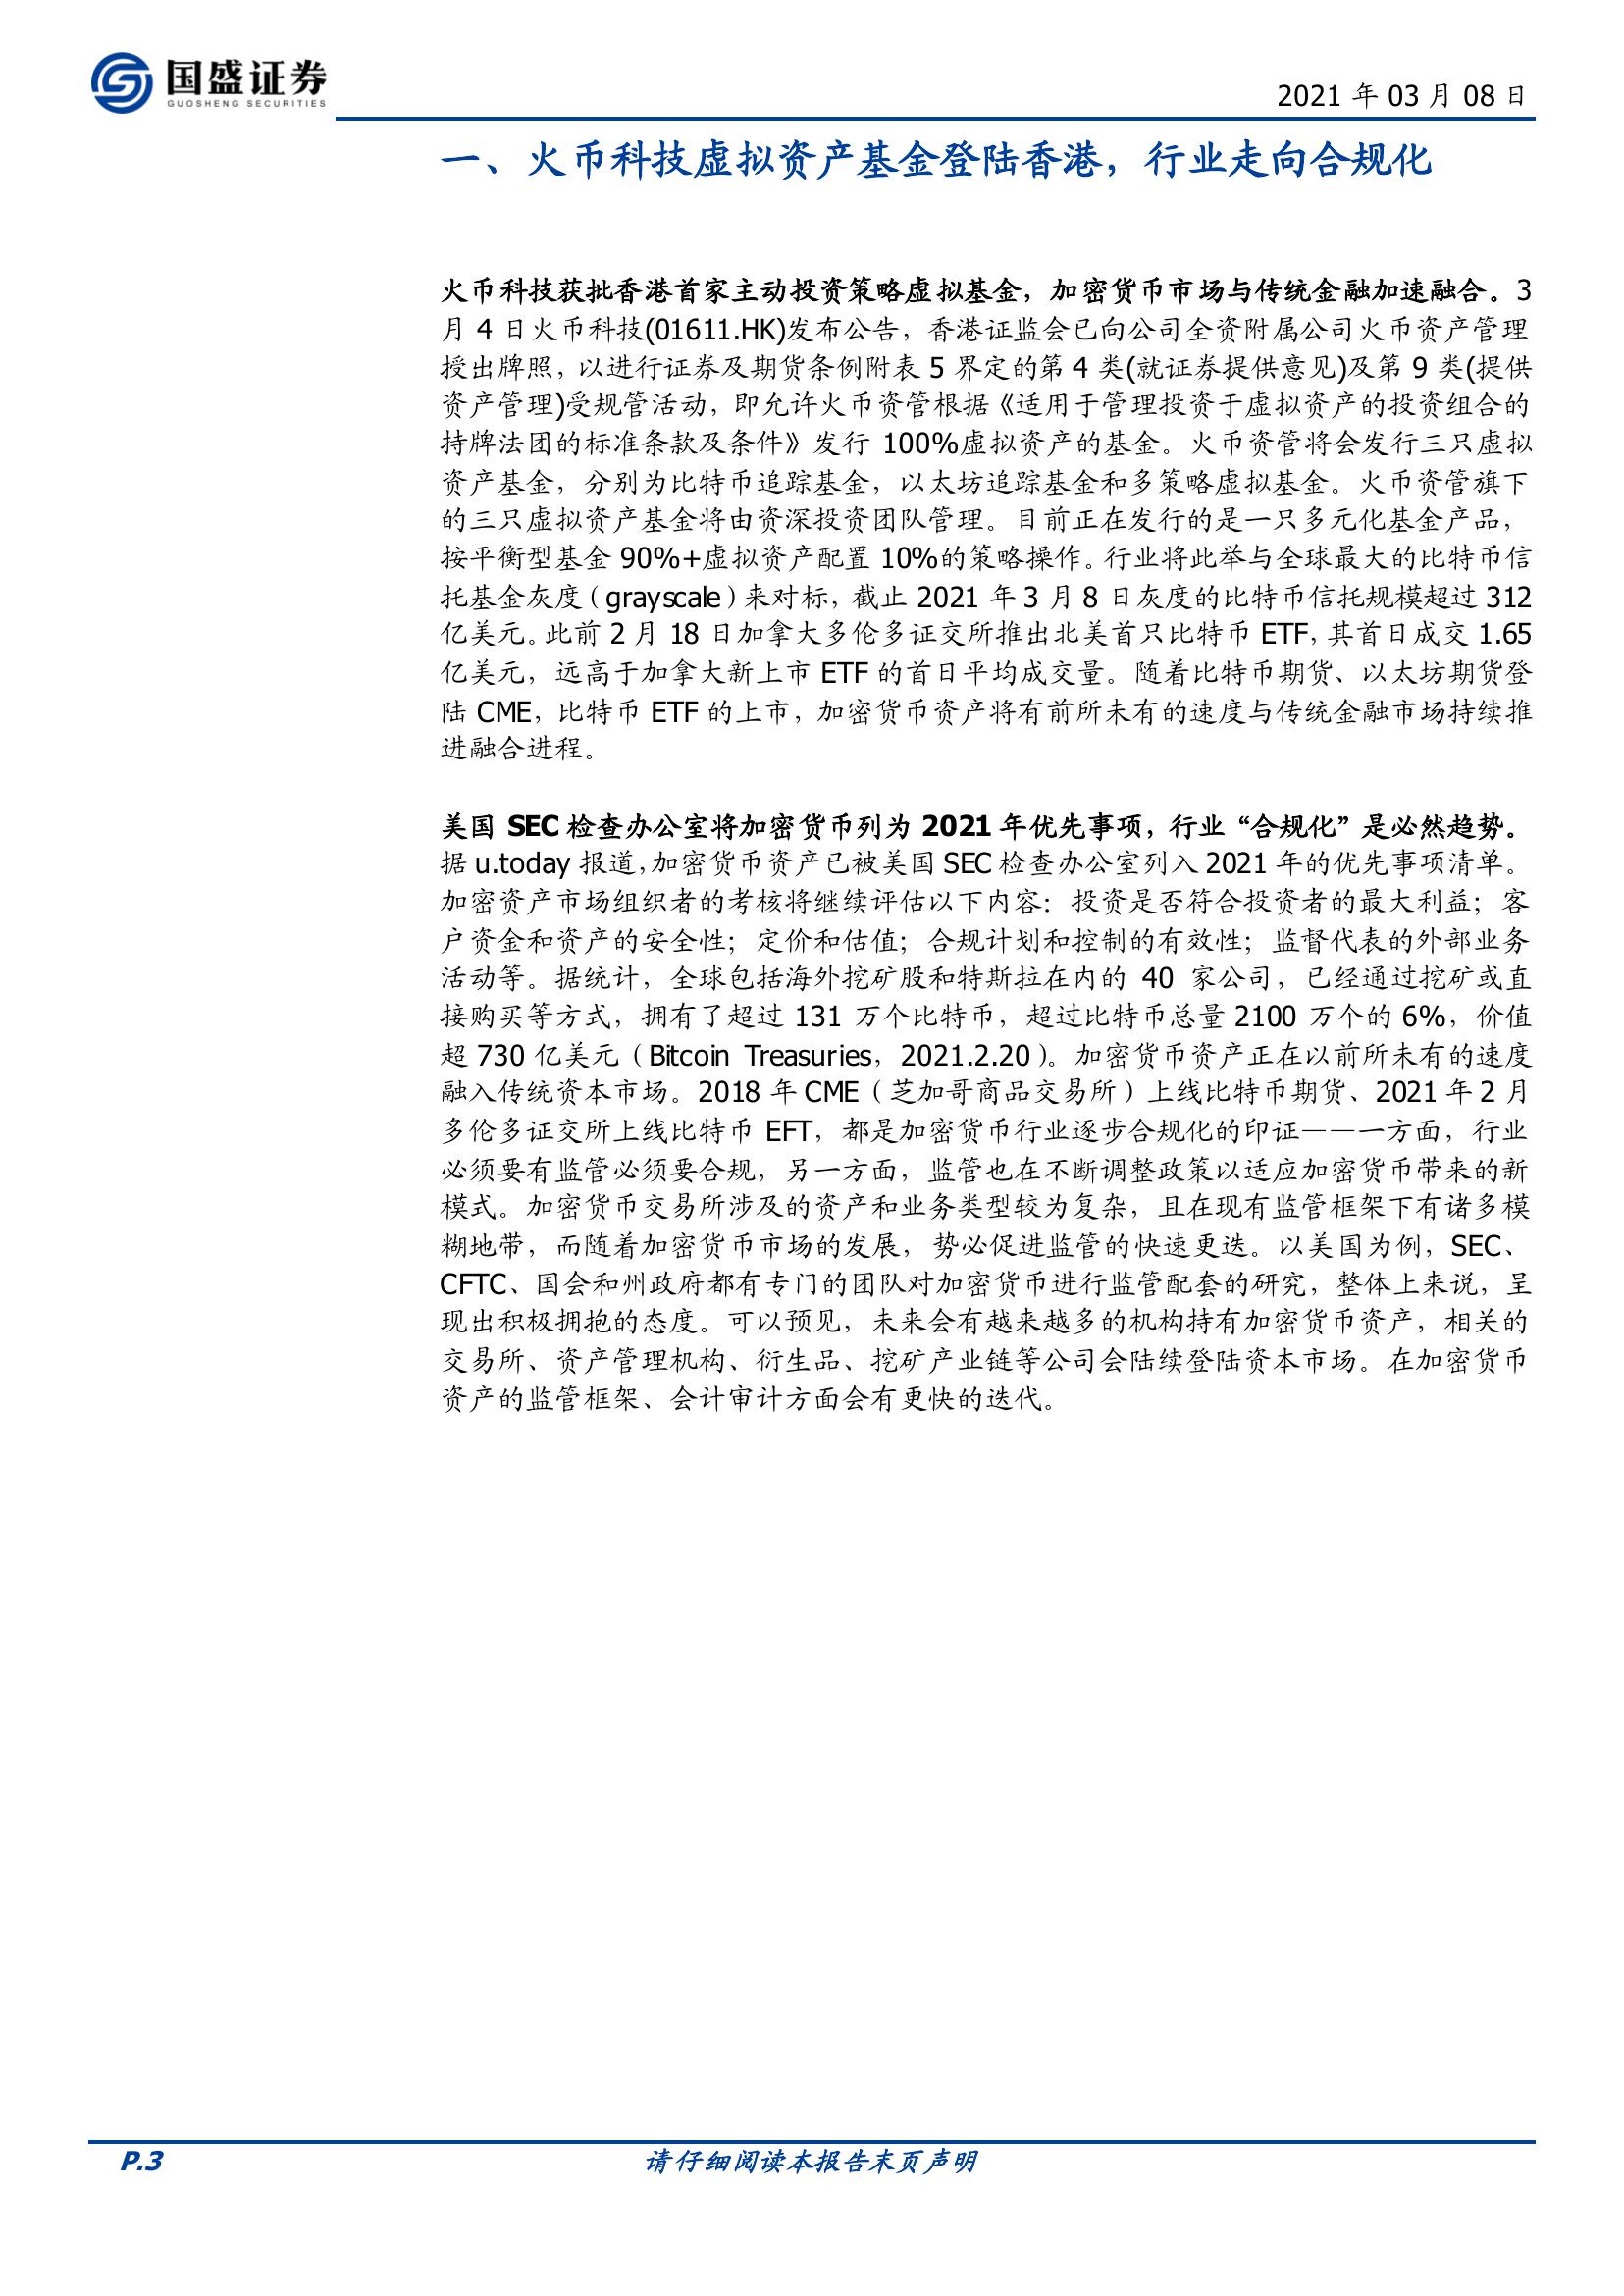 国盛证券
GUOSHENG SECURITIES
2021 年 03 月 08 日
一、火币科技虚拟资产基金登陆香港，行业走向合规化
火币科技获批香港首家主动投资策略虚拟基金，加密货币市场与传统金融加速融合。3
月 4 日火币科技(01611.HK)发布公告，香港证监会已向公司全资附属公司火币资产管理
授出牌照，以进行证券及期货条例附表 5 界定的第 4 类(就证券提供意见)及第 9 类(提供
资产管理)受规管活动，即允许火币资管根据《适用于管理投资于虚拟资产的投资组合的
持牌法团的标准条款及条件》发行 100%虚拟资产的基金。火币资管将会发行三只虚拟
资产基金，分别为比特币追踪基金，以太坊追踪基金和多策略虚拟基金。火币资管旗下
的三只虚拟资产基金将由资深投资团队管理。目前正在发行的是一只多元化基金产品，
按平衡型基金 90%+虚拟资产配置 10%的策略操作。行业将此举与全球最大的比特币信
托基金灰度（grayscale）来对标，截止 2021 年 3 月 8 日灰度的比特币信托规模超过 312
亿美元。此前 2 月 18 日加拿大多伦多证交所推出北美首只比特币 ETF，其首日成交 1.65
亿美元，远高于加拿大新上市 ETF 的首日平均成交量。随着比特币期货、以太坊期货登
陆 CME，比特币 ETF 的上市，加密货币资产将有前所未有的速度与传统金融市场持续推
进融合进程。
美国 SEC 检查办公室将加密货币列为 2021 年优先事项，行业“合规化”是必然趋势。
据 u.today 报道，加密货币资产已被美国 SEC 检查办公室列入 2021 年的优先事项清单。
加密资产市场组织者的考核将继续评估以下内容：投资是否符合投资者的最大利益；客
户资金和资产的安全性；定价和估值；合规计划和控制的有效性；监督代表的外部业务
活动等。据统计，全球包括海外挖矿股和特斯拉在内的 40 家公司，已经通过挖矿或直
接购买等方式，拥有了超过 131 万个比特币，超过比特币总量 2100 万个的 6%，价值
超 730 亿美元（Bitcoin Treasuries，2021.2.20）。加密货币资产正在以前所未有的速度
融入传统资本市场。2018 年 CME（芝加哥商品交易所）上线比特币期货、2021 年 2 月
多伦多证交所上线比特币 EFT，都是加密货币行业逐步合规化的印证——一方面，行业
必须要有监管必须要合规，另一方面，监管也在不断调整政策以适应加密货币带来的新
模式。加密货币交易所涉及的资产和业务类型较为复杂，且在现有监管框架下有诸多模
糊地带，而随着加密货币市场的发展，势必促进监管的快速更迭。以美国为例，SEC、
CFTC、国会和州政府都有专门的团队对加密货币进行监管配套的研究，整体上来说，呈
现出积极拥抱的态度。可以预见，未来会有越来越多的机构持有加密货币资产，相关的
交易所、资产管理机构、衍生品、挖矿产业链等公司会陆续登陆资本市场。在加密货币
资产的监管框架、会计审计方面会有更快的迭代。
P.3
请仔细阅读本报告末页声明